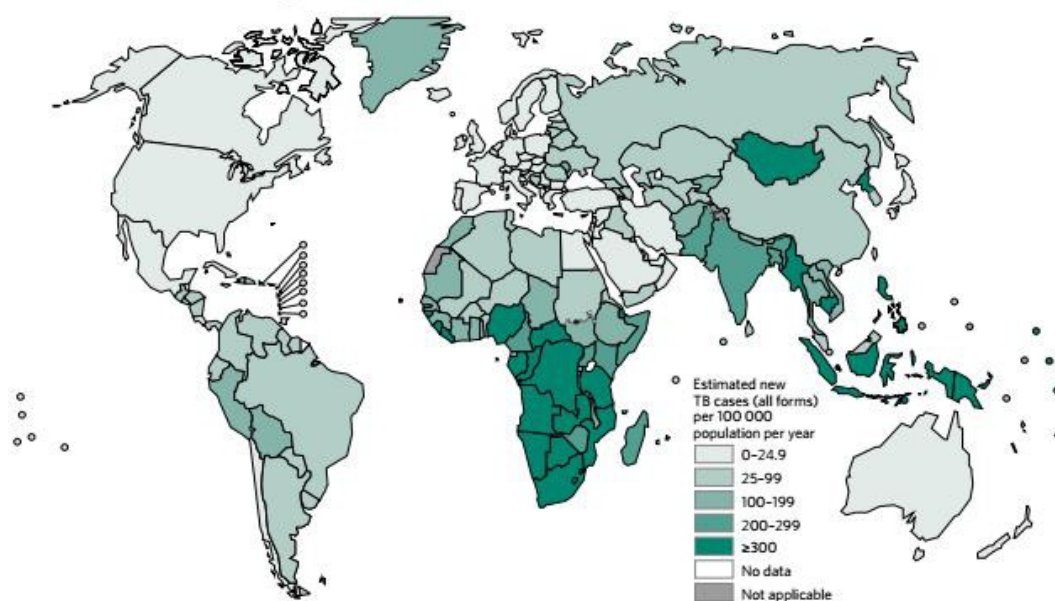 Estimated new
TB cases (all forms)
per 100 000
population per year
0–24.9
25–99
100–199
200–299
≥300
No data
Not applicable